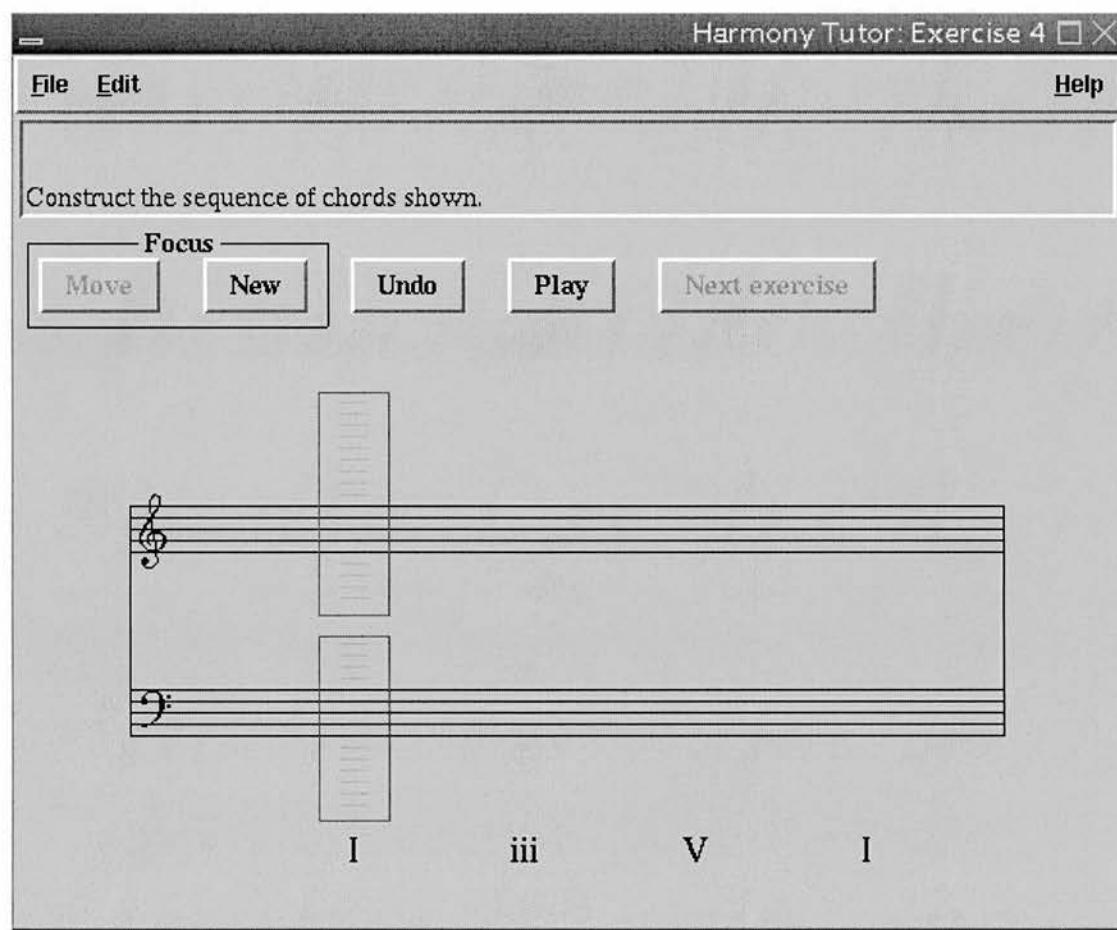 Harmony Tutor: Exercise 4
File Edit Help
Construct the sequence of chords shown.
Focus
Move New Undo Play Next exercise
I iii V I